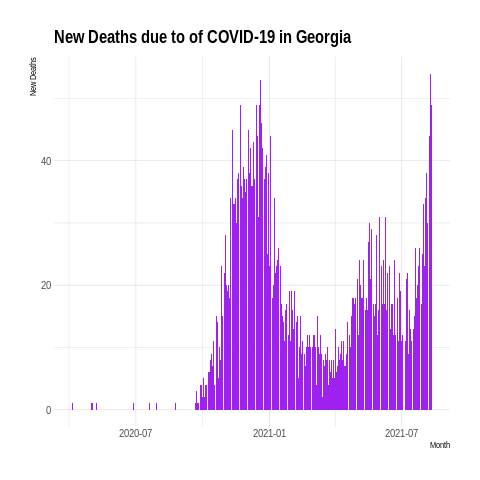 New Deaths due to of COVID-19 in Georgia
New Deaths
40
20
0
2020-07
2021-01
2021-07
Month